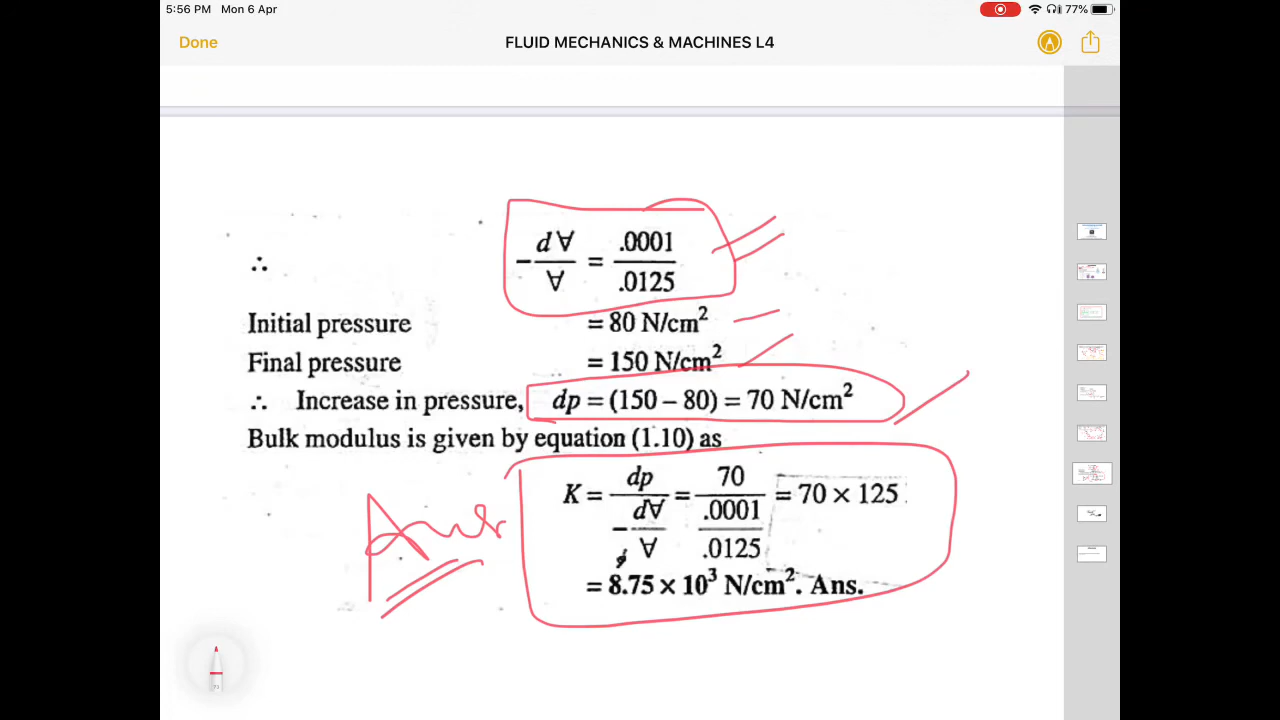 5:56 PM Mon 6 Apr 77%
Done FLUID MECHANICS & MACHINES L4
∴ -d∀/∀ = .0001/.0125
Initial pressure = 80 N/cm²
Final pressure = 150 N/cm²
∴ Increase in pressure, dp = (150 – 80) = 70 N/cm²
Bulk modulus is given by equation (1.10) as
K = dp/(-d∀/∀) = 70/(.0001/.0125) = 70 × 125
= 8.75 × 10³ N/cm². Ans.
Ans